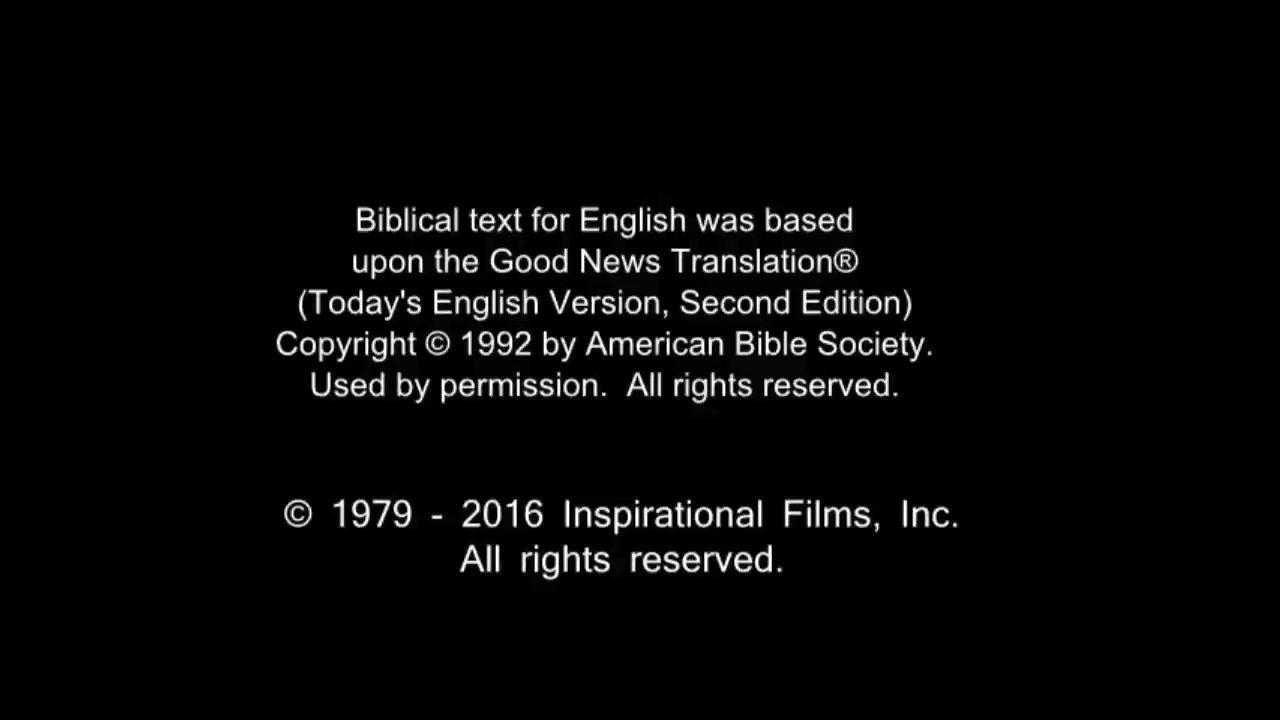 Biblical text for English was based
upon the Good News Translation®
(Today's English Version, Second Edition)
Copyright © 1992 by American Bible Society.
Used by permission.  All rights reserved.
© 1979 - 2016 Inspirational Films, Inc.
All rights reserved.